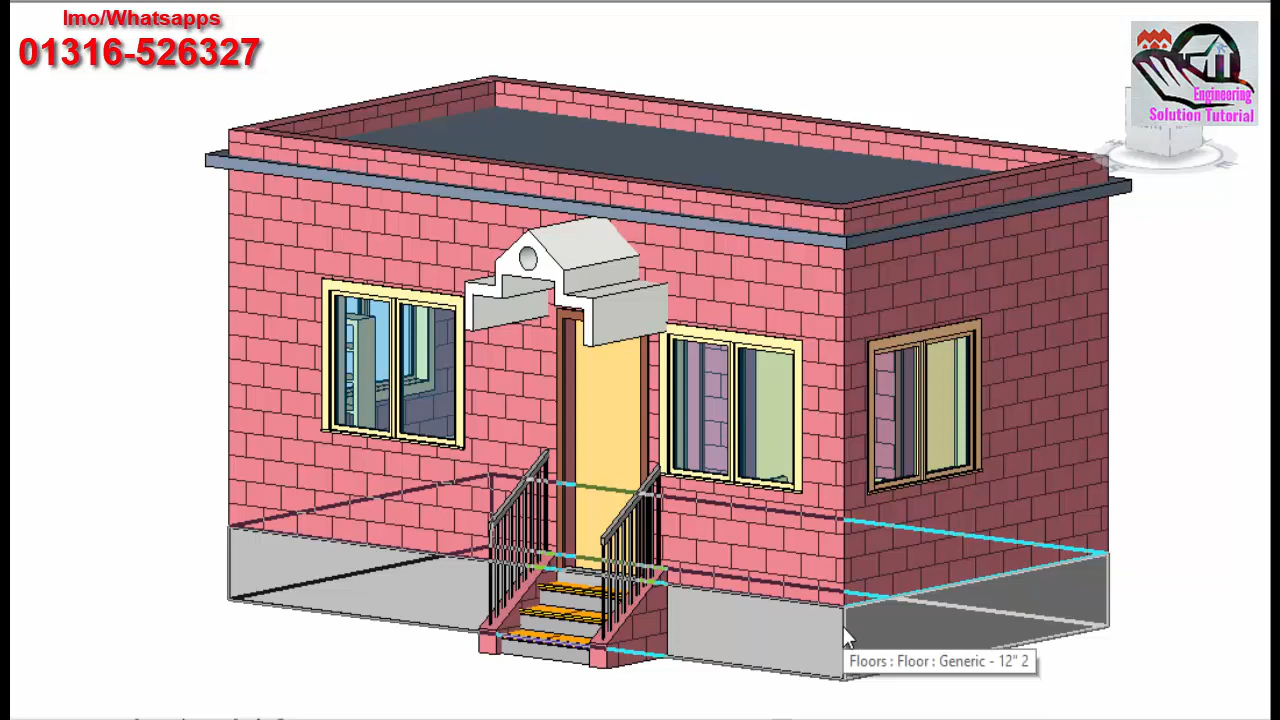 Imo/Whatsapps
01316-526327
Engineering
Solution Tutorial
Floors : Floor : Generic - 12" 2